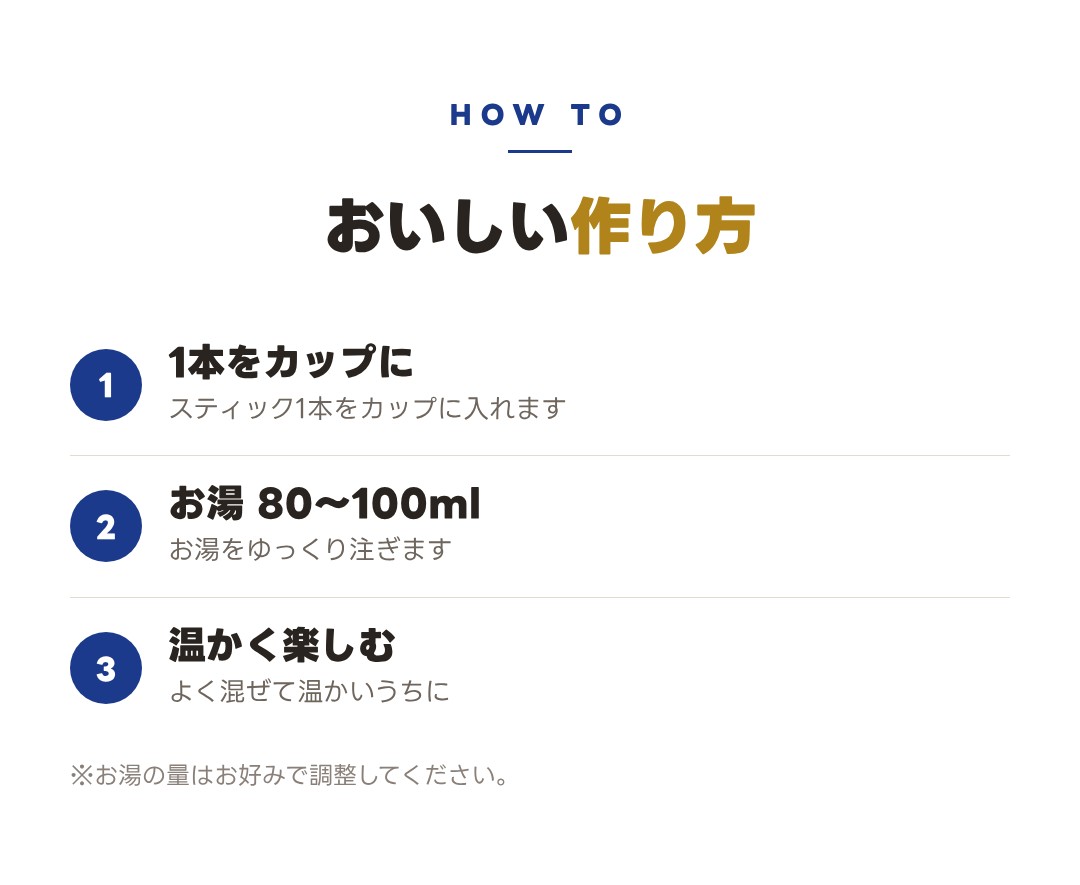 HOW TO
おいしい作り方
1
1本をカップに
スティック1本をカップに入れます
2
お湯 80〜100ml
お湯をゆっくり注ぎます
3
温かく楽しむ
よく混ぜて温かいうちに
※お湯の量はお好みで調整してください。